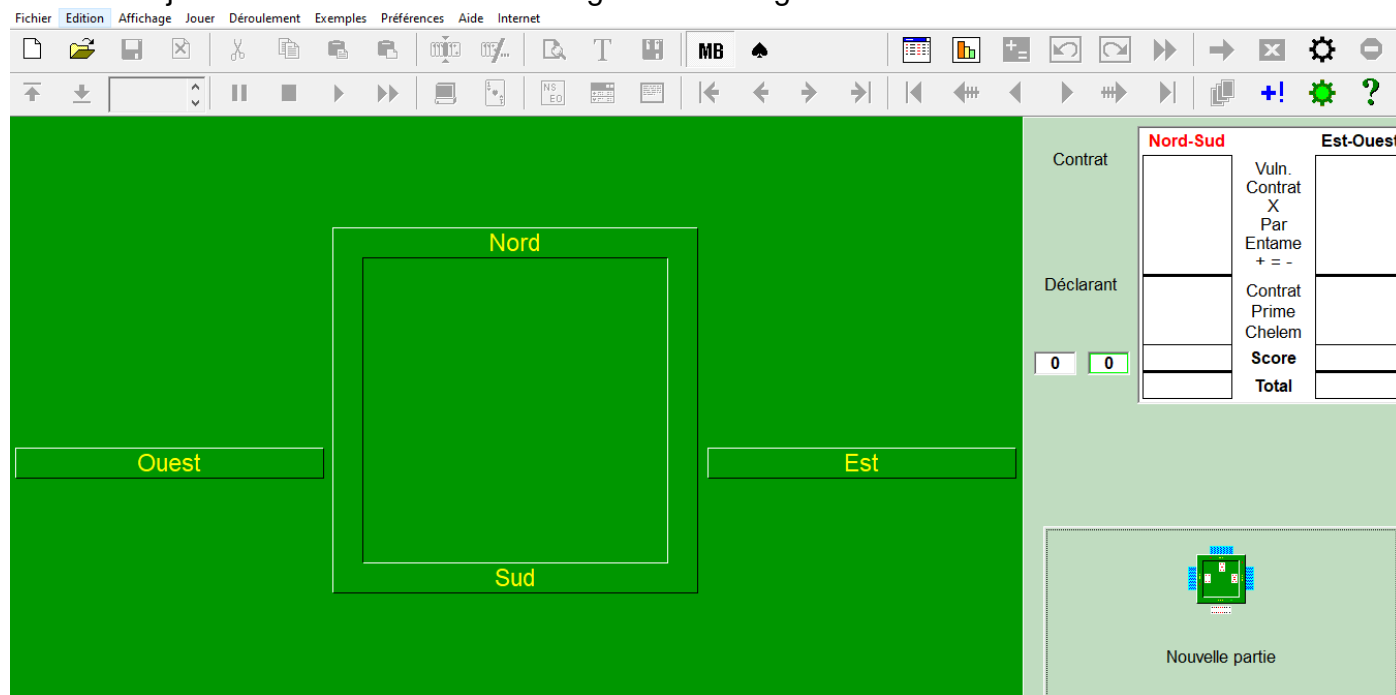 Fichier Edition Affichage Jouer Déroulement Exemples Préférences Aide Internet
T MB
NS
EO
+! ?
Nord-Sud Est-Ouest
Contrat
Vuln.
Contrat
X
Par
Entame
+ = -
Nord
Déclarant
Contrat
Prime
Chelem
0 0
Score
Total
Ouest
Est
Sud
Nouvelle partie